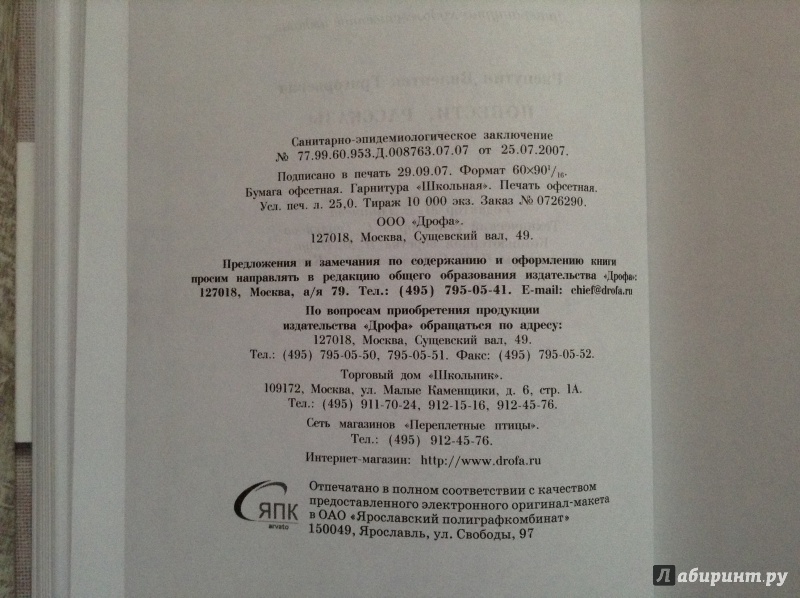 Санитарно-эпидемиологическое заключение
№ 77.99.60.953.Д.008763.07.07 от 25.07.2007.
Подписано в печать 29.09.07. Формат 60×90¹/₁₆.
Бумага офсетная. Гарнитура «Школьная». Печать офсетная.
Усл. печ. л. 25,0. Тираж 10 000 экз. Заказ № 0726290.
ООО «Дрофа».
127018, Москва, Сущевский вал, 49.
Предложения и замечания по содержанию и оформлению книги
просим направлять в редакцию общего образования издательства «Дрофа»:
127018, Москва, а/я 79. Тел.: (495) 795-05-41. E-mail: chief@drofa.ru
По вопросам приобретения продукции
издательства «Дрофа» обращаться по адресу:
127018, Москва, Сущевский вал, 49.
Тел.: (495) 795-05-50, 795-05-51. Факс: (495) 795-05-52.
Торговый дом «Школьник».
109172, Москва, ул. Малые Каменщики, д. 6, стр. 1А.
Тел.: (495) 911-70-24, 912-15-16, 912-45-76.
Сеть магазинов «Переплетные птицы».
Тел.: (495) 912-45-76.
Интернет-магазин: http://www.drofa.ru
ЯПК
arvato
Отпечатано в полном соответствии с качеством
предоставленного электронного оригинал-макета
в ОАО «Ярославский полиграфкомбинат»
150049, Ярославль, ул. Свободы, 97
Лабиринт.ру